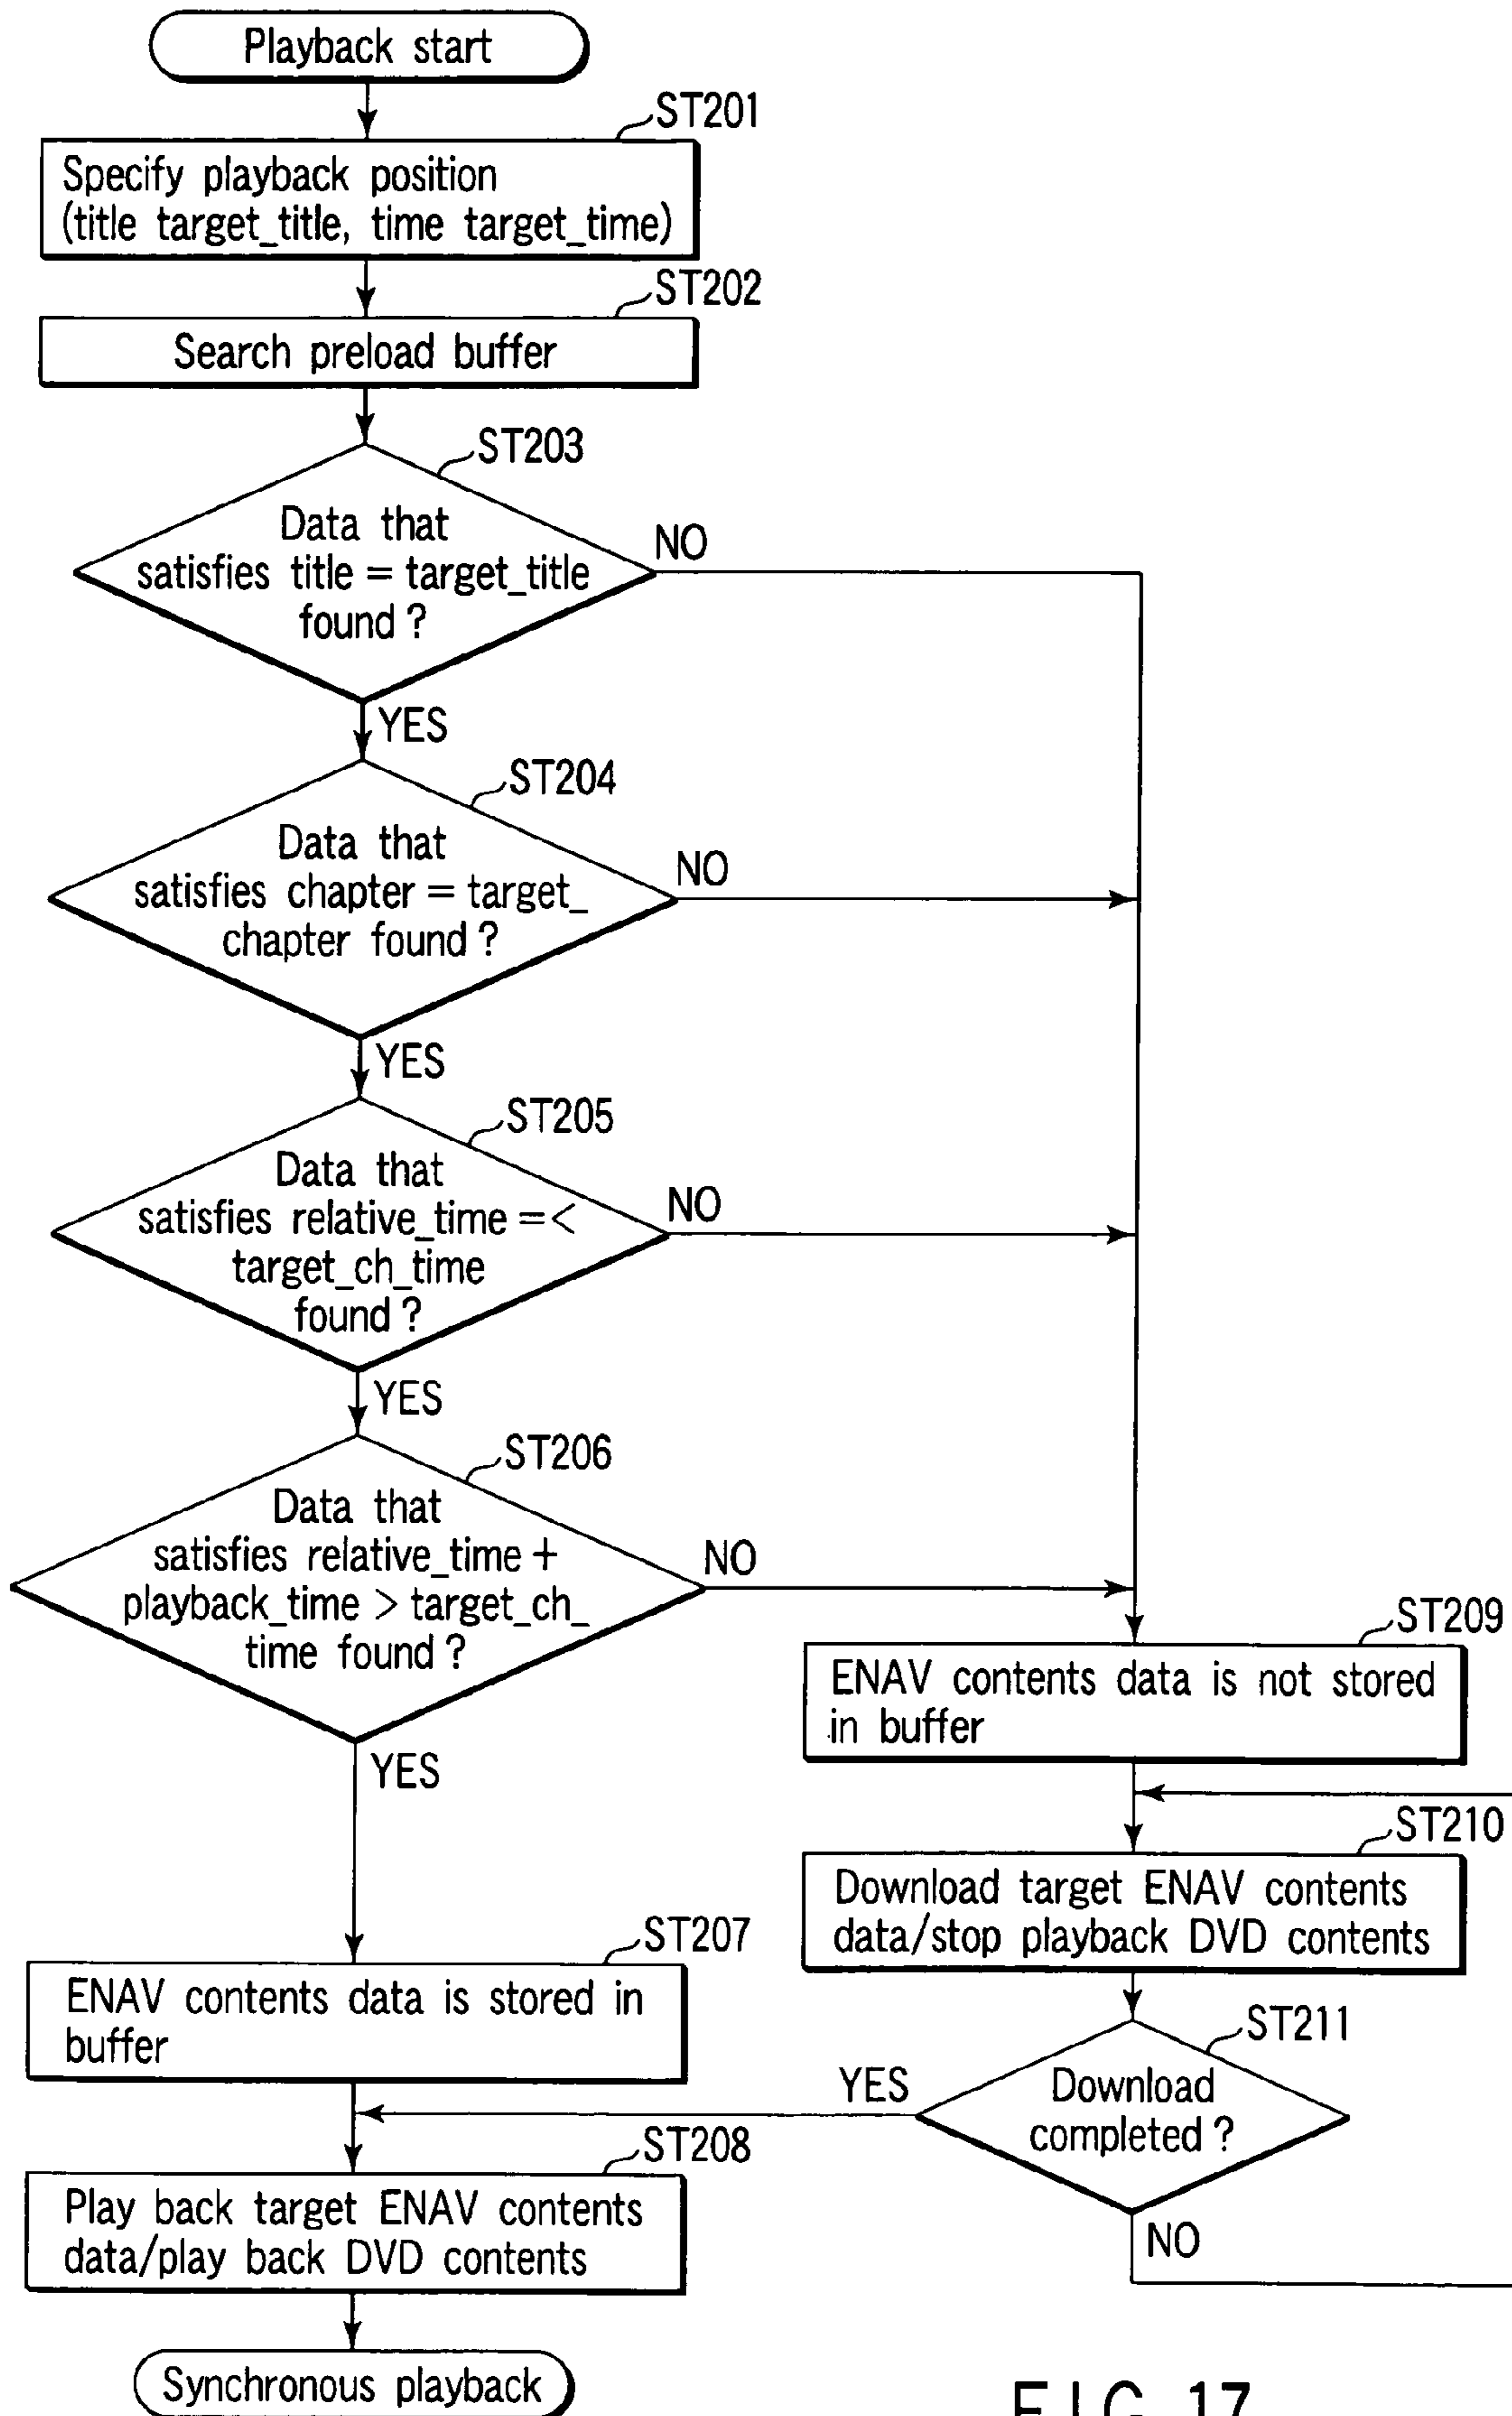 Playback start
ST201
Specify playback position
(title target_title, time target_time)
ST202
Search preload buffer
ST203
Data that
satisfies title = target_title
found ?
NO
YES
ST204
Data that
satisfies chapter = target_
chapter found ?
NO
YES
ST205
Data that
satisfies relative_time =<
target_ch_time
found ?
NO
YES
ST206
Data that
satisfies relative_time +
playback_time > target_ch_
time found ?
NO
YES
ST209
ENAV contents data is not stored
in buffer
ST210
Download target ENAV contents
data/stop playback DVD contents
ST207
ENAV contents data is stored in
buffer
ST211
Download
completed ?
YES
NO
ST208
Play back target ENAV contents
data/play back DVD contents
Synchronous playback
FIG. 17